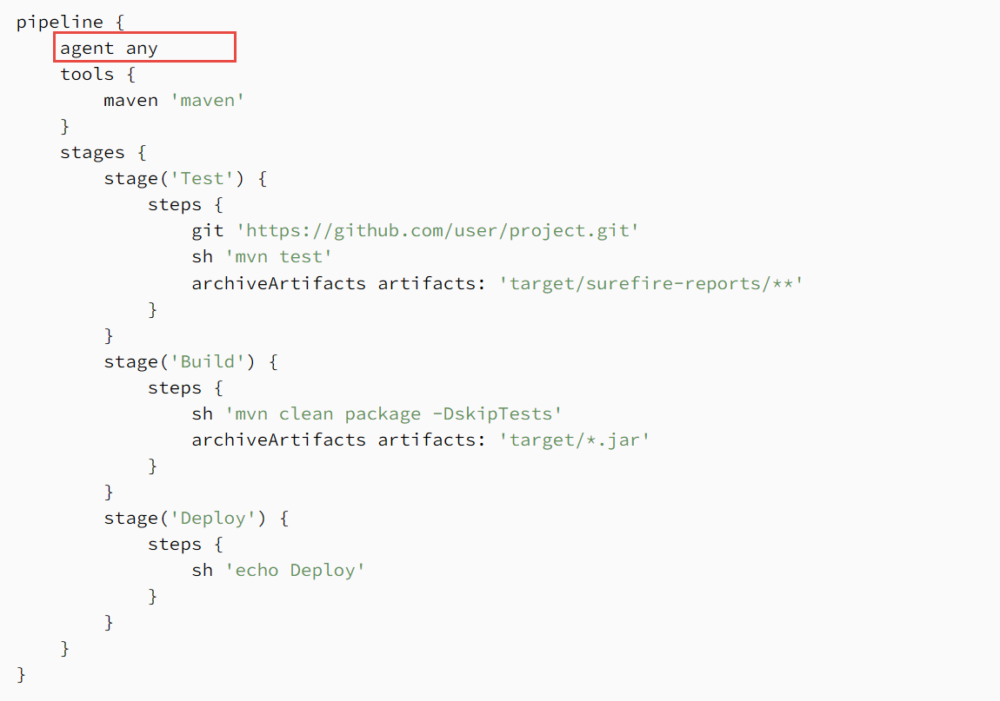 pipeline {
    agent any
    tools {
        maven 'maven'
    }
    stages {
        stage('Test') {
            steps {
                git 'https://github.com/user/project.git'
                sh 'mvn test'
                archiveArtifacts artifacts: 'target/surefire-reports/**'
            }
        }
        stage('Build') {
            steps {
                sh 'mvn clean package -DskipTests'
                archiveArtifacts artifacts: 'target/*.jar'
            }
        }
        stage('Deploy') {
            steps {
                sh 'echo Deploy'
            }
        }
    }
}